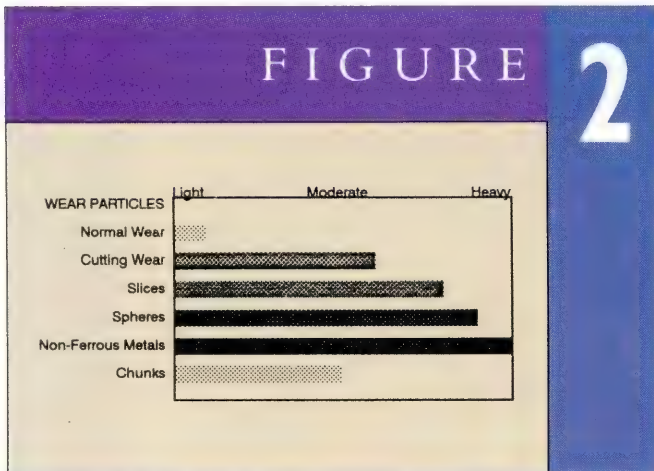 FIGURE 2
Light Moderate Heavy
WEAR PARTICLES
Normal Wear
Cutting Wear
Slices
Spheres
Non-Ferrous Metals
Chunks